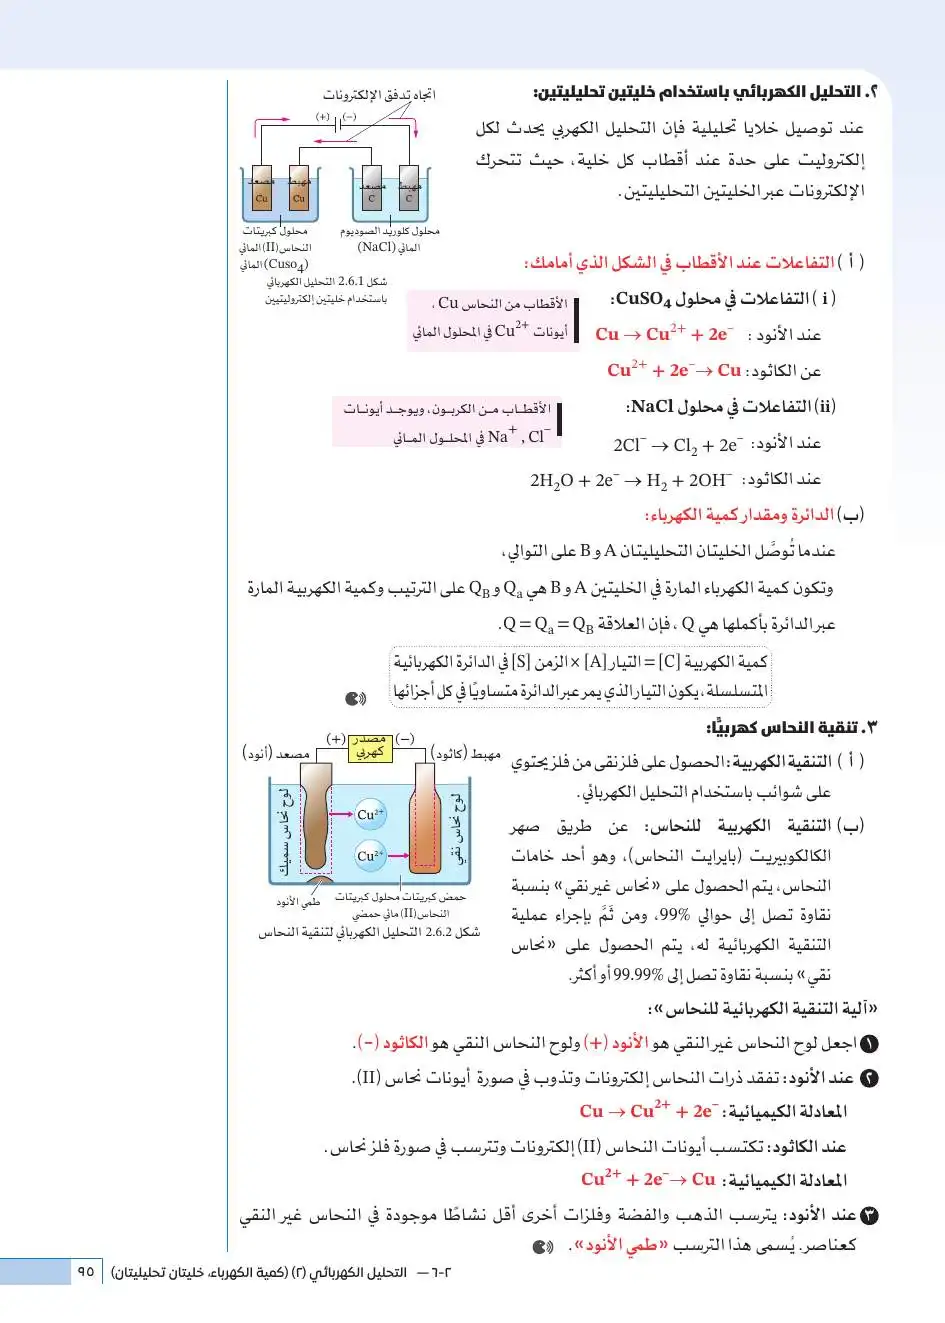 ٢. التحليل الكهربائي باستخدام خليتين تحليليتين:
عند توصيل خلايا تحليلية فإن التحليل الكهربي يحدث لكل
إلكتروليت على حدة عند أقطاب كل خلية، حيث تتحرك
الإلكترونات عبر الخليتين التحليليتين.
اتجاه تدفق الإلكترونات
(+) (−)
مصعد Cu
مهبط Cu
مصعد C
مهبط C
محلول كلوريد الصوديوم
المائي (NaCl)
محلول كبريتات
النحاس (II) المائي
(Cuso4) المائي
شكل 2.6.1 التحليل الكهربائي
باستخدام خليتين إلكتروليتيين
( أ ) التفاعلات عند الأقطاب في الشكل الذي أمامك:
( i ) التفاعلات في محلول CuSO4:
الأقطاب من النحاس Cu .
أيونات Cu2+ في المحلول المائي
عند الأنود : Cu → Cu2+ + 2e−
عن الكاثود: Cu2+ + 2e− → Cu
(ii) التفاعلات في محلول NaCl:
الأقطـاب مـن الكربـون، ويوجـد أيونـات
Na+ , Cl− في المحلـول المـائي
عند الأنود: 2Cl− → Cl2 + 2e−
عند الكاثود: 2H2O + 2e− → H2 + 2OH−
(ب) الدائرة ومقدار كمية الكهرباء:
عندما تُوصَّل الخليتان التحليليتان A و B على التوالي،
وتكون كمية الكهرباء المارة في الخليتين A و B هي Qa و QB على الترتيب وكمية الكهربية المارة
عبر الدائرة بأكملها هي Q ، فإن العلاقة Q = Qa = QB.
كمية الكهربية [C] = التيار [A] × الزمن [S] في الدائرة الكهربائية
المتسلسلة، يكون التيار الذي يمر عبر الدائرة متساويًا في كل أجزائها
٣. تنقية النحاس كهربيًّا:
( أ ) التنقية الكهربية: الحصول على فلز نقى من فلز يحتوي
على شوائب باستخدام التحليل الكهربائي.
(ب) التنقية الكهربية للنحاس: عن طريق صهر
الكالكوبيريت (بايرايت النحاس)، وهو أحد خامات
النحاس، يتم الحصول على «نحاس غير نقي» بنسبة
نقاوة تصل إلى حوالي 99%، ومن ثَمَّ بإجراء عملية
التنقية الكهربائية له، يتم الحصول على «نحاس
نقي» بنسبة نقاوة تصل إلى 99.99% أو أكثر.
(+) مصدر كهربي (−)
مصعد (أنود)
مهبط (كاثود)
لوح نحاس سميك
Cu2+
Cu2+
لوح نحاس نقي
طمي الأنود
حمض كبريتات محلول كبريتات
النحاس (II) مائي حمضي
شكل 2.6.2 التحليل الكهربائي لتنقية النحاس
«آلية التنقية الكهربائية للنحاس»:
١ اجعل لوح النحاس غير النقي هو الأنود (+) ولوح النحاس النقي هو الكاثود (−).
٢ عند الأنود: تفقد ذرات النحاس إلكترونات وتذوب في صورة أيونات نحاس (II).
المعادلة الكيميائية: Cu → Cu2+ + 2e−
عند الكاثود: تكتسب أيونات النحاس (II) إلكترونات وتترسب في صورة فلز نحاس.
المعادلة الكيميائية: Cu2+ + 2e− → Cu
٣ عند الأنود: يترسب الذهب والفضة وفلزات أخرى أقل نشاطًا موجودة في النحاس غير النقي
كعناصر. يُسمى هذا الترسب «طمي الأنود».
٢-٦ — التحليل الكهربائي (٢) (كمية الكهرباء، خليتان تحليليتان) ٩٥